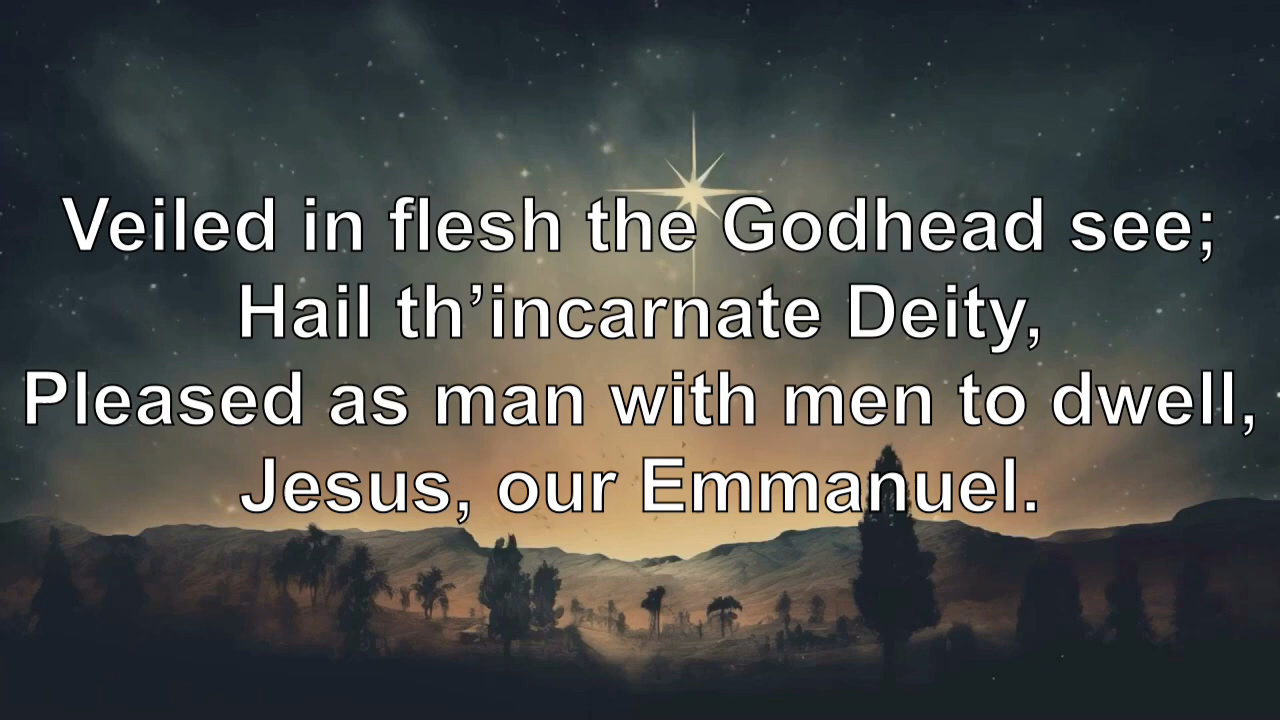 Veiled in flesh the Godhead see;
Hail th’incarnate Deity,
Pleased as man with men to dwell,
Jesus, our Emmanuel.